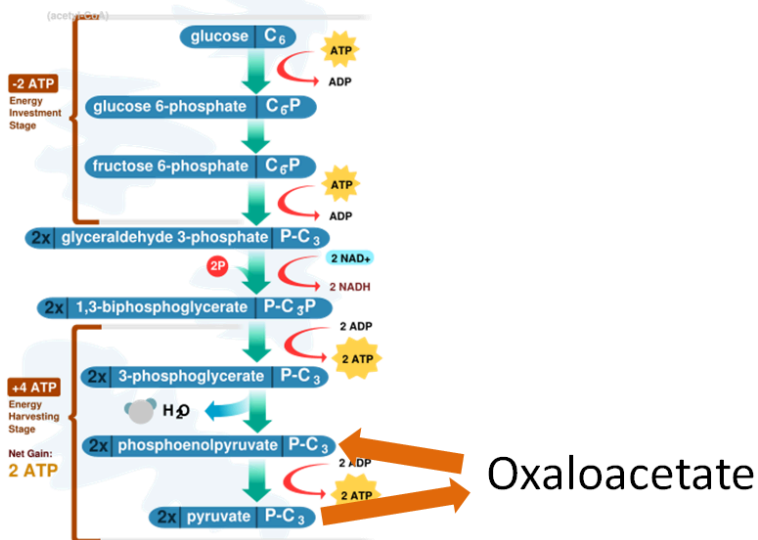 (acetyl-CoA)
glucose C6
ATP
ADP
-2 ATP
Energy
Investment
Stage
glucose 6-phosphate C6P
fructose 6-phosphate C6P
ATP
ADP
2x glyceraldehyde 3-phosphate P-C3
2P
2 NAD+
2 NADH
2x 1,3-biphosphoglycerate P-C3P
2 ADP
2 ATP
2x 3-phosphoglycerate P-C3
+4 ATP
Energy
Harvesting
Stage
H2O
Net Gain:
2 ATP
2x phosphoenolpyruvate P-C3
2 ADP
2 ATP
Oxaloacetate
2x pyruvate P-C3